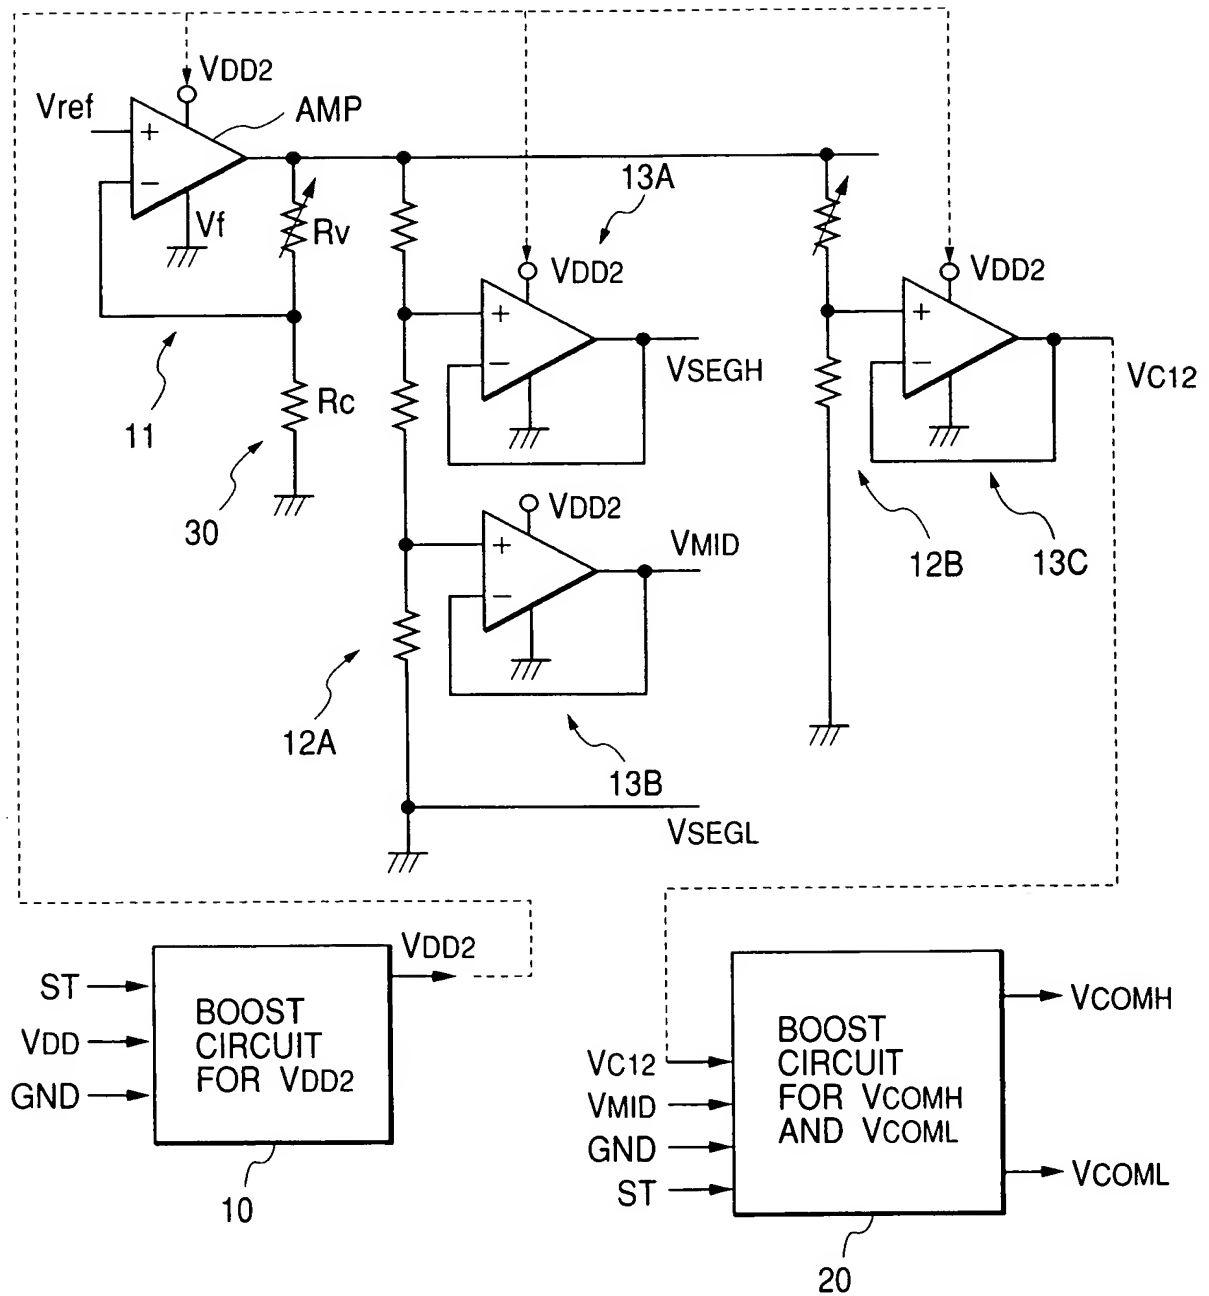 VDD2
Vref
AMP
+
−
13A
Vf
Rv
VDD2
VDD2
+
+
−
−
VSEGH
VC12
Rc
11
30
VDD2
VMID
12B
13C
+
−
12A
13B
VSEGL
VDD2
ST
VDD
GND
BOOST
CIRCUIT
FOR VDD2
10
VC12
VMID
GND
ST
BOOST
CIRCUIT
FOR VCOMH
AND VCOML
VCOMH
VCOML
20